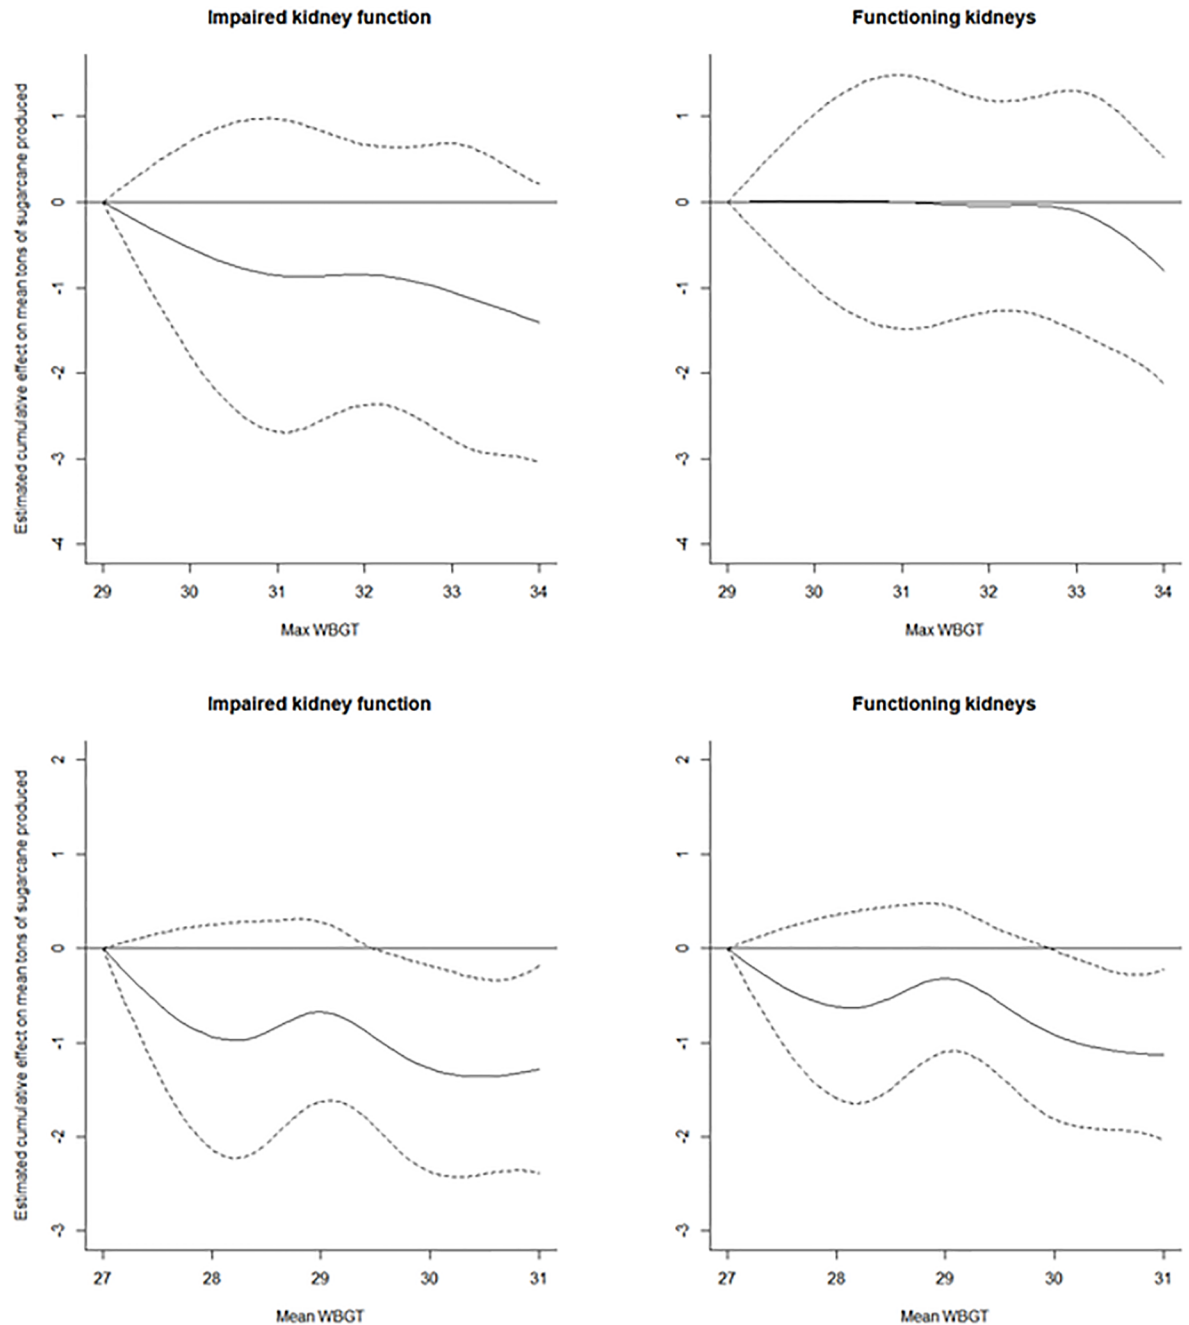 Impaired kidney function
Functioning kidneys
Estimated cumulative effect on mean tons of sugarcane produced
1
0
-1
-2
-3
-4
29 30 31 32 33 34
Max WBGT
1
0
-1
-2
-3
-4
29 30 31 32 33 34
Max WBGT
Impaired kidney function
Functioning kidneys
Estimated cumulative effect on mean tons of sugarcane produced
2
1
0
-1
-2
-3
27 28 29 30 31
Mean WBGT
2
1
0
-1
-2
-3
27 28 29 30 31
Mean WBGT